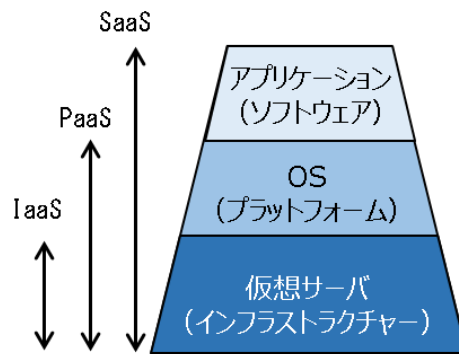 SaaS
PaaS
IaaS
アプリケーション
(ソフトウェア)
OS
(プラットフォーム)
仮想サーバ
(インフラストラクチャー)